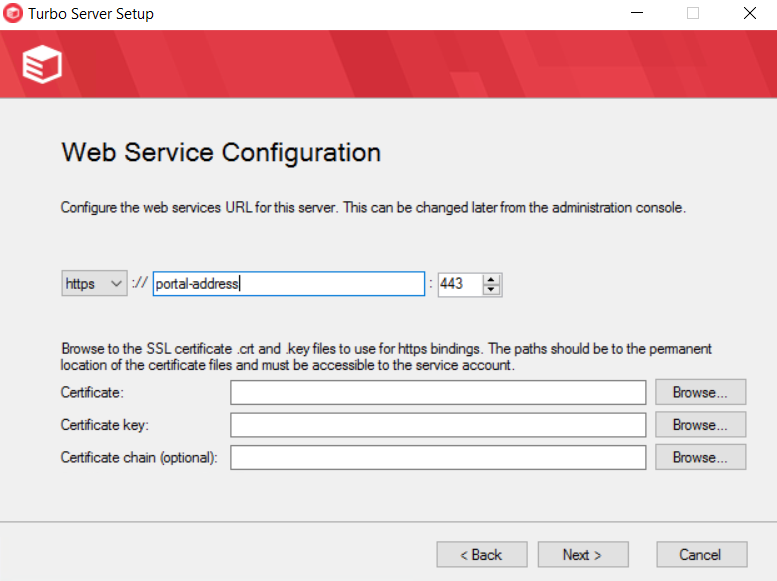 Turbo Server Setup
Web Service Configuration
Configure the web services URL for this server. This can be changed later from the administration console.
https :// portal-address : 443
Browse to the SSL certificate .crt and .key files to use for https bindings. The paths should be to the permanent
location of the certificate files and must be accessible to the service account.
Certificate: Browse...
Certificate key: Browse...
Certificate chain (optional): Browse...
< Back Next > Cancel